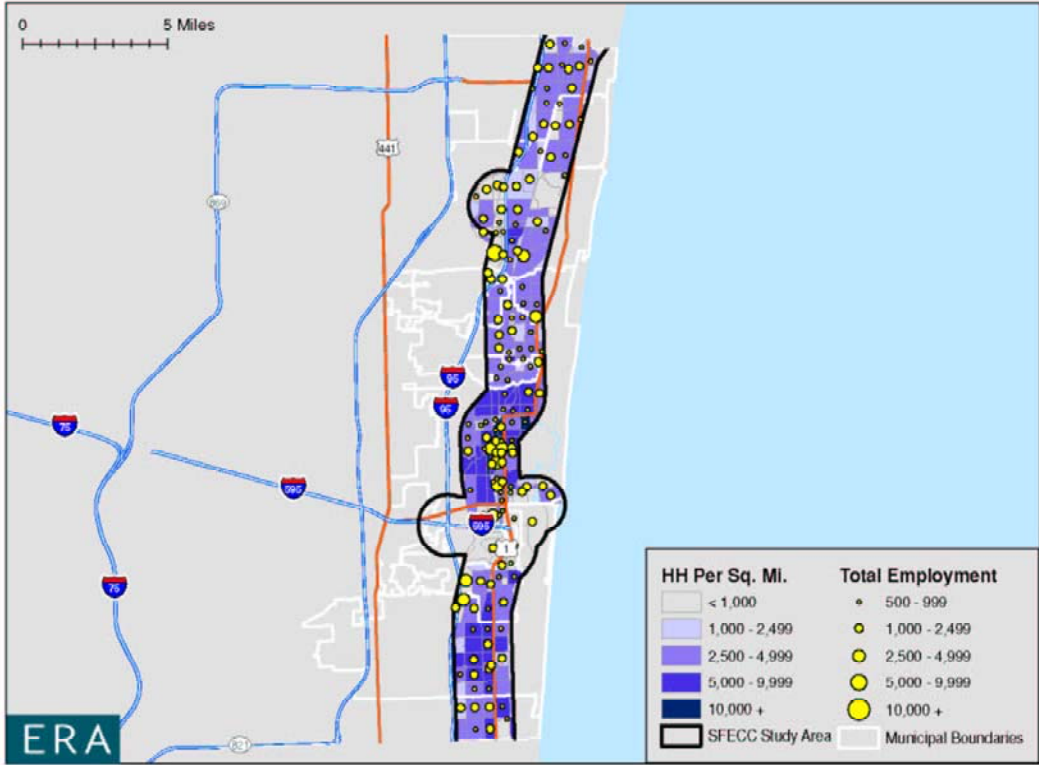 0 5 Miles
441
869
95
95
75
595
595
1
75
HH Per Sq. Mi. Total Employment
< 1,000 500 - 999
1,000 - 2,499 1,000 - 2,499
2,500 - 4,999 2,500 - 4,999
5,000 - 9,999 5,000 - 9,999
10,000 + 10,000 +
SFECC Study Area Municipal Boundaries
ERA
821